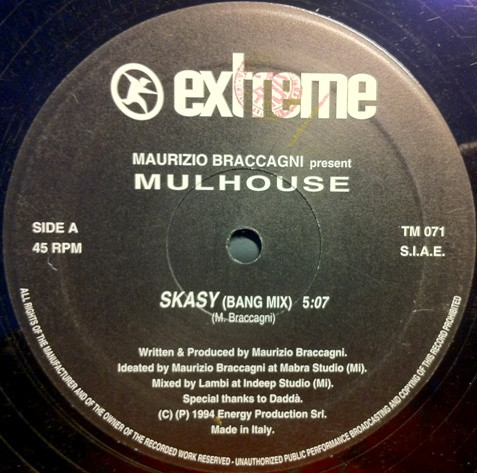 extreme
MAURIZIO BRACCAGNI present
MULHOUSE
SIDE A
45 RPM
TM 071
S.I.A.E.
SKASY (BANG MIX) 5:07
(M. Braccagni)
Written & Produced by Maurizio Braccagni.
Ideated by Maurizio Braccagni at Mabra Studio (Mi).
Mixed by Lambi at Indeep Studio (Mi).
Special thanks to Daddà.
(C) (P) 1994 Energy Production Srl.
Made in Italy.
ALL RIGHTS OF THE MANUFACTURER AND OF THE OWNER OF THE RECORDED WORK RESERVED - UNAUTHORIZED PUBLIC PERFORMANCE BROADCASTING AND COPYING OF THIS RECORD PROHIBITED